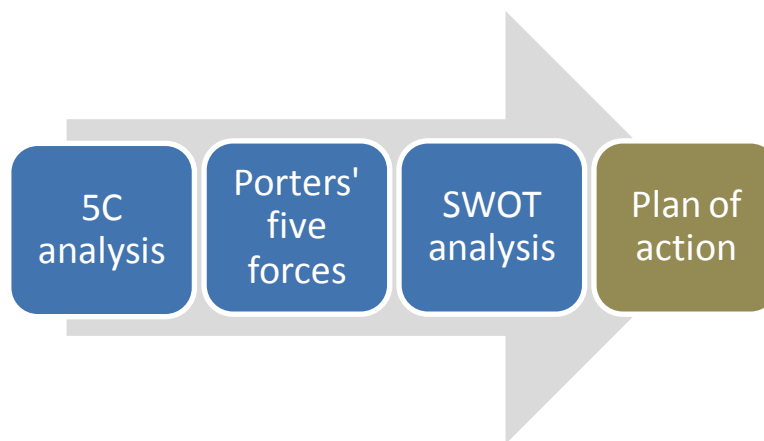 5C
analysis
Porters'
five
forces
SWOT
analysis
Plan of
action